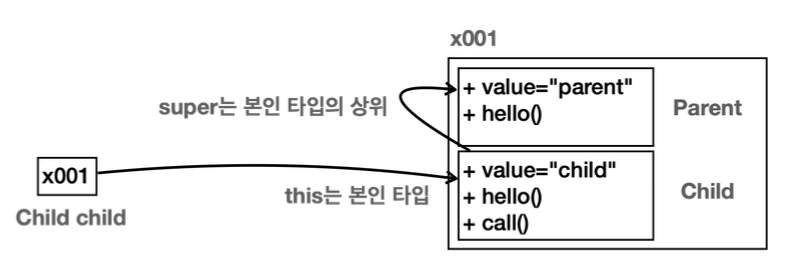 x001
+ value="parent"
+ hello()
Parent
super는 본인 타입의 상위
x001
Child child
this는 본인 타입
+ value="child"
+ hello()
+ call()
Child